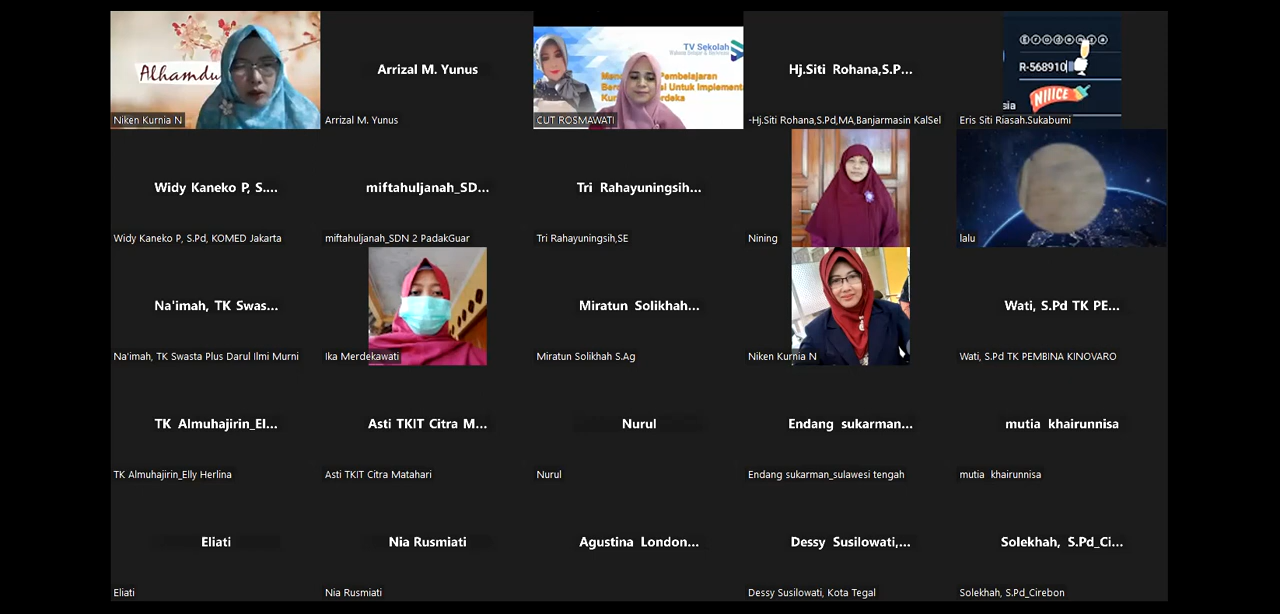 Alhamdu
Niken Kurnia N
Arrizal M. Yunus
Arrizal M. Yunus
TV Sekolah
Pembelajaran
si Untuk Implementa
CUT ROSMAWATI
Hj.Siti Rohana,S.P...
-Hj.Siti Rohana,S.Pd,MA,Banjarmasin KalSel
R-568910
NIIICE
sia
Eris Siti Riasah.Sukabumi
Widy Kaneko P, S....
Widy Kaneko P, S.Pd, KOMED Jakarta
miftahuljanah_SD...
miftahuljanah_SDN 2 PadakGuar
Tri Rahayuningsih...
Tri Rahayuningsih,SE
Nining
lalu
Na'imah, TK Swas...
Na'imah, TK Swasta Plus Darul Ilmi Murni
Ika Merdekawati
Miratun Solikhah...
Miratun Solikhah S.Ag
Niken Kurnia N
Wati, S.Pd TK PE...
Wati, S.Pd TK PEMBINA KINOVARO
TK Almuhajirin_El...
TK Almuhajirin_Elly Herlina
Asti TKIT Citra M...
Asti TKIT Citra Matahari
Nurul
Nurul
Endang sukarman...
Endang sukarman_sulawesi tengah
mutia khairunnisa
mutia khairunnisa
Eliati
Eliati
Nia Rusmiati
Nia Rusmiati
Agustina London...
Dessy Susilowati,...
Dessy Susilowati, Kota Tegal
Solekhah, S.Pd_Ci...
Solekhah, S.Pd_Cirebon